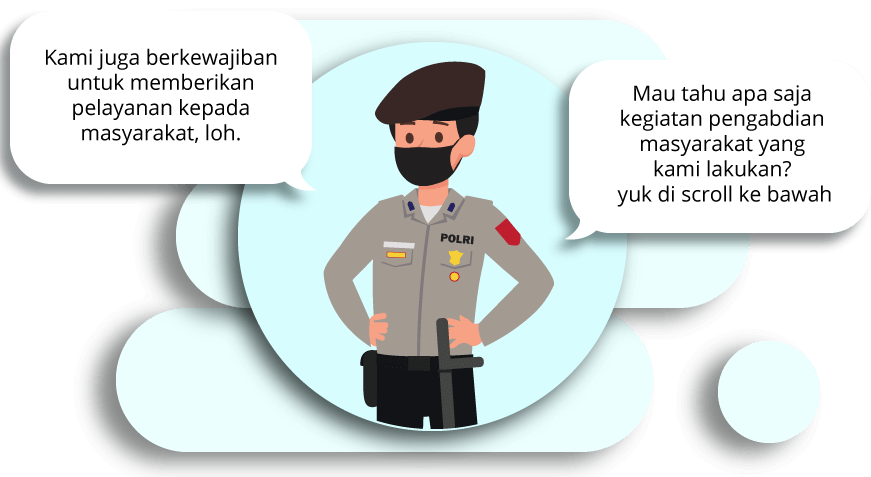 Kami juga berkewajiban
untuk memberikan
pelayanan kepada
masyarakat, loh.
Mau tahu apa saja
kegiatan pengabdian
masyarakat yang
kami lakukan?
yuk di scroll ke bawah
POLRI